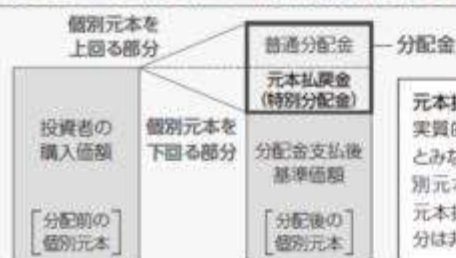 個別元本を
上回る部分
普通分配金
分配金
元本払戻金
(特別分配金)
投資者の
購入価額
個別元本を
下回る部分
分配金支払後
基準価額
[分配前の
個別元本]
[分配後の
個別元本]
元本払
実質的
とみな
別元本
元本払
分は非